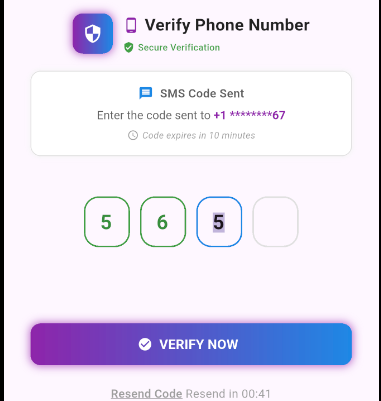 Verify Phone Number
Secure Verification
SMS Code Sent
Enter the code sent to +1 ********67
Code expires in 10 minutes
5 6 5
VERIFY NOW
Resend Code Resend in 00:41